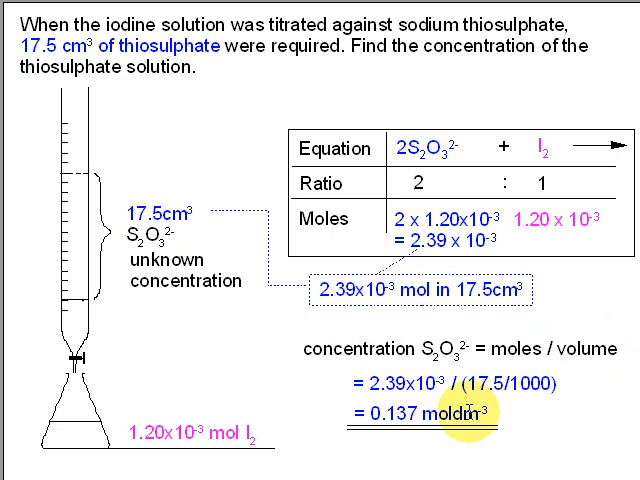 When the iodine solution was titrated against sodium thiosulphate,
17.5 cm³ of thiosulphate were required. Find the concentration of the
thiosulphate solution.
Equation 2S₂O₃²⁻ + I₂
Ratio 2 : 1
Moles 2 x 1.20x10⁻³ 1.20 x 10⁻³
= 2.39 x 10⁻³
17.5cm³
S₂O₃²⁻
unknown
concentration
2.39x10⁻³ mol in 17.5cm³
concentration S₂O₃²⁻ = moles / volume
= 2.39x10⁻³ / (17.5/1000)
= 0.137 moldm⁻³
1.20x10⁻³ mol I₂